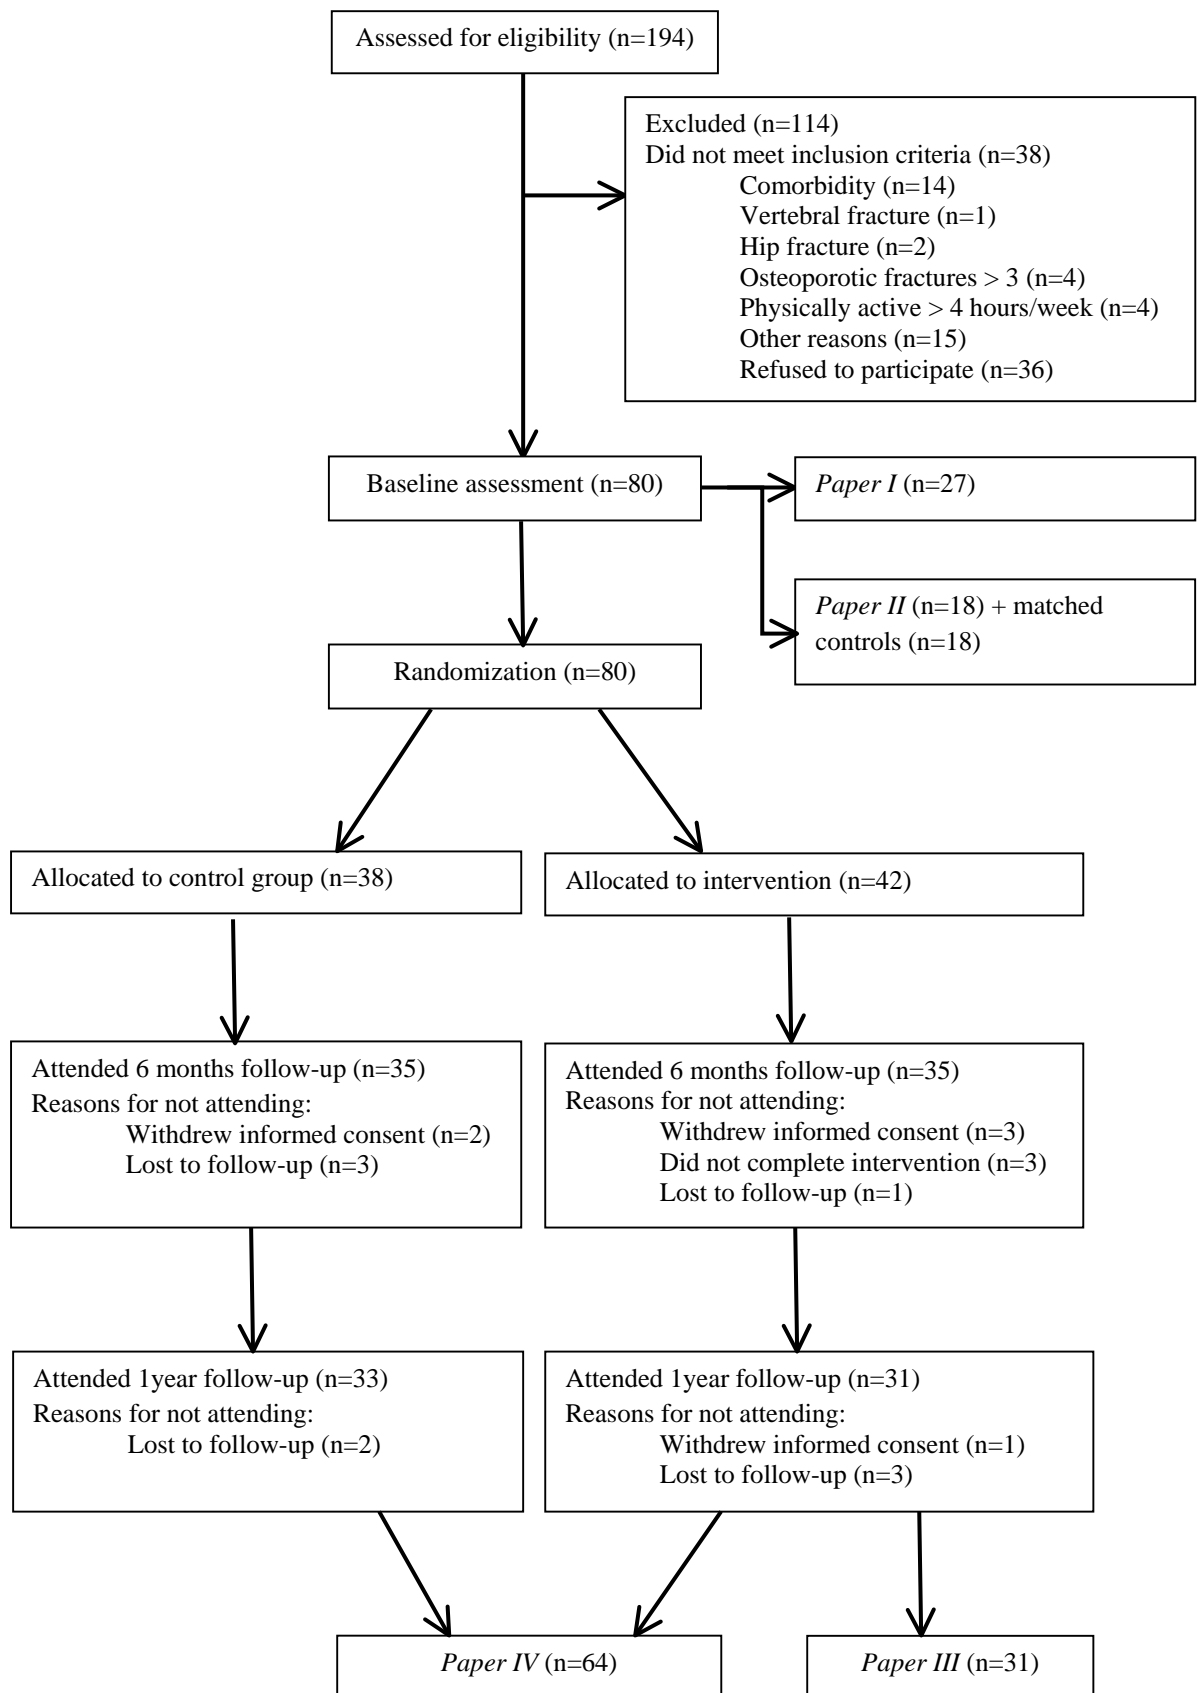 Assessed for eligibility (n=194)
Excluded (n=114)
Did not meet inclusion criteria (n=38)
Comorbidity (n=14)
Vertebral fracture (n=1)
Hip fracture (n=2)
Osteoporotic fractures > 3 (n=4)
Physically active > 4 hours/week (n=4)
Other reasons (n=15)
Refused to participate (n=36)
Baseline assessment (n=80)
Paper I (n=27)
Paper II (n=18) + matched
controls (n=18)
Randomization (n=80)
Allocated to control group (n=38)
Allocated to intervention (n=42)
Attended 6 months follow-up (n=35)
Reasons for not attending:
Withdrew informed consent (n=2)
Lost to follow-up (n=3)
Attended 6 months follow-up (n=35)
Reasons for not attending:
Withdrew informed consent (n=3)
Did not complete intervention (n=3)
Lost to follow-up (n=1)
Attended 1year follow-up (n=33)
Reasons for not attending:
Lost to follow-up (n=2)
Attended 1year follow-up (n=31)
Reasons for not attending:
Withdrew informed consent (n=1)
Lost to follow-up (n=3)
Paper IV (n=64)
Paper III (n=31)